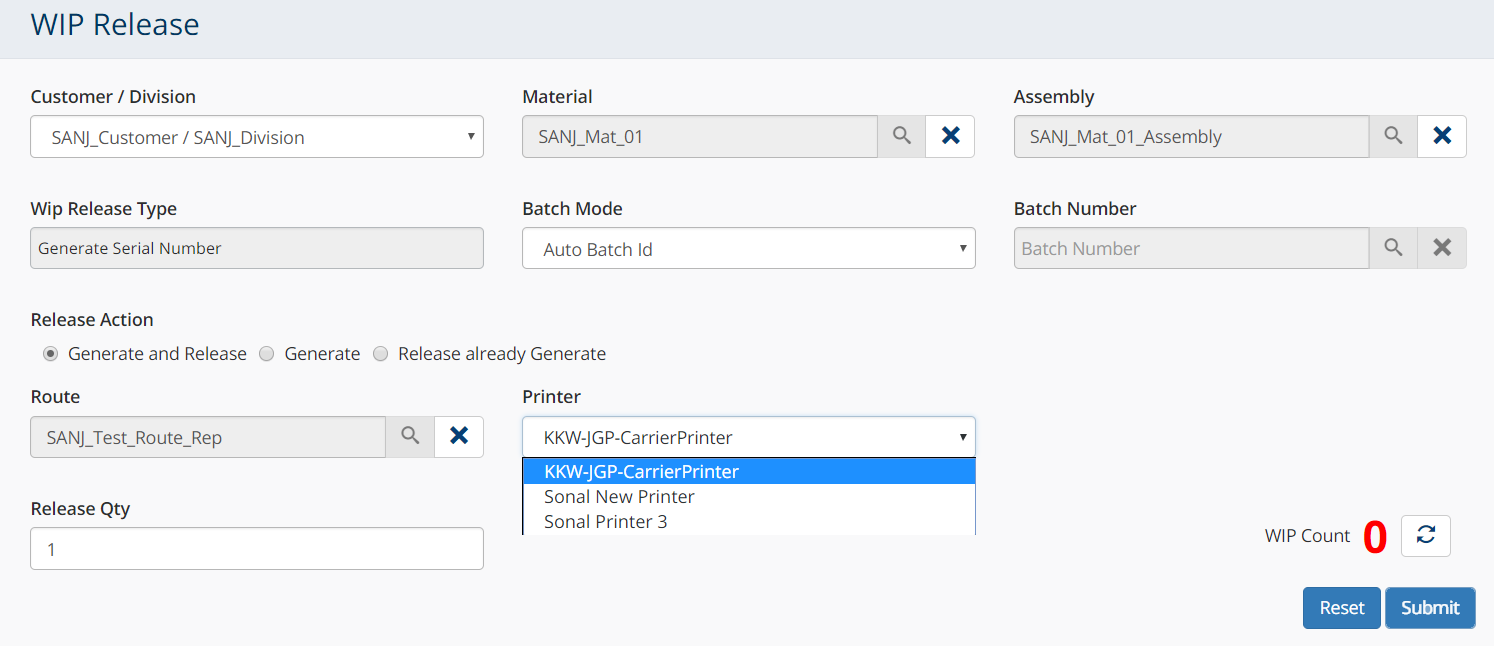 WIP Release
Customer / Division
Material
Assembly
SANJ_Customer / SANJ_Division
SANJ_Mat_01
SANJ_Mat_01_Assembly
Wip Release Type
Batch Mode
Batch Number
Generate Serial Number
Auto Batch Id
Batch Number
Release Action
Generate and Release
Generate
Release already Generate
Route
Printer
SANJ_Test_Route_Rep
KKW-JGP-CarrierPrinter
KKW-JGP-CarrierPrinter
Sonal New Printer
Sonal Printer 3
Release Qty
1
WIP Count 0
Reset
Submit